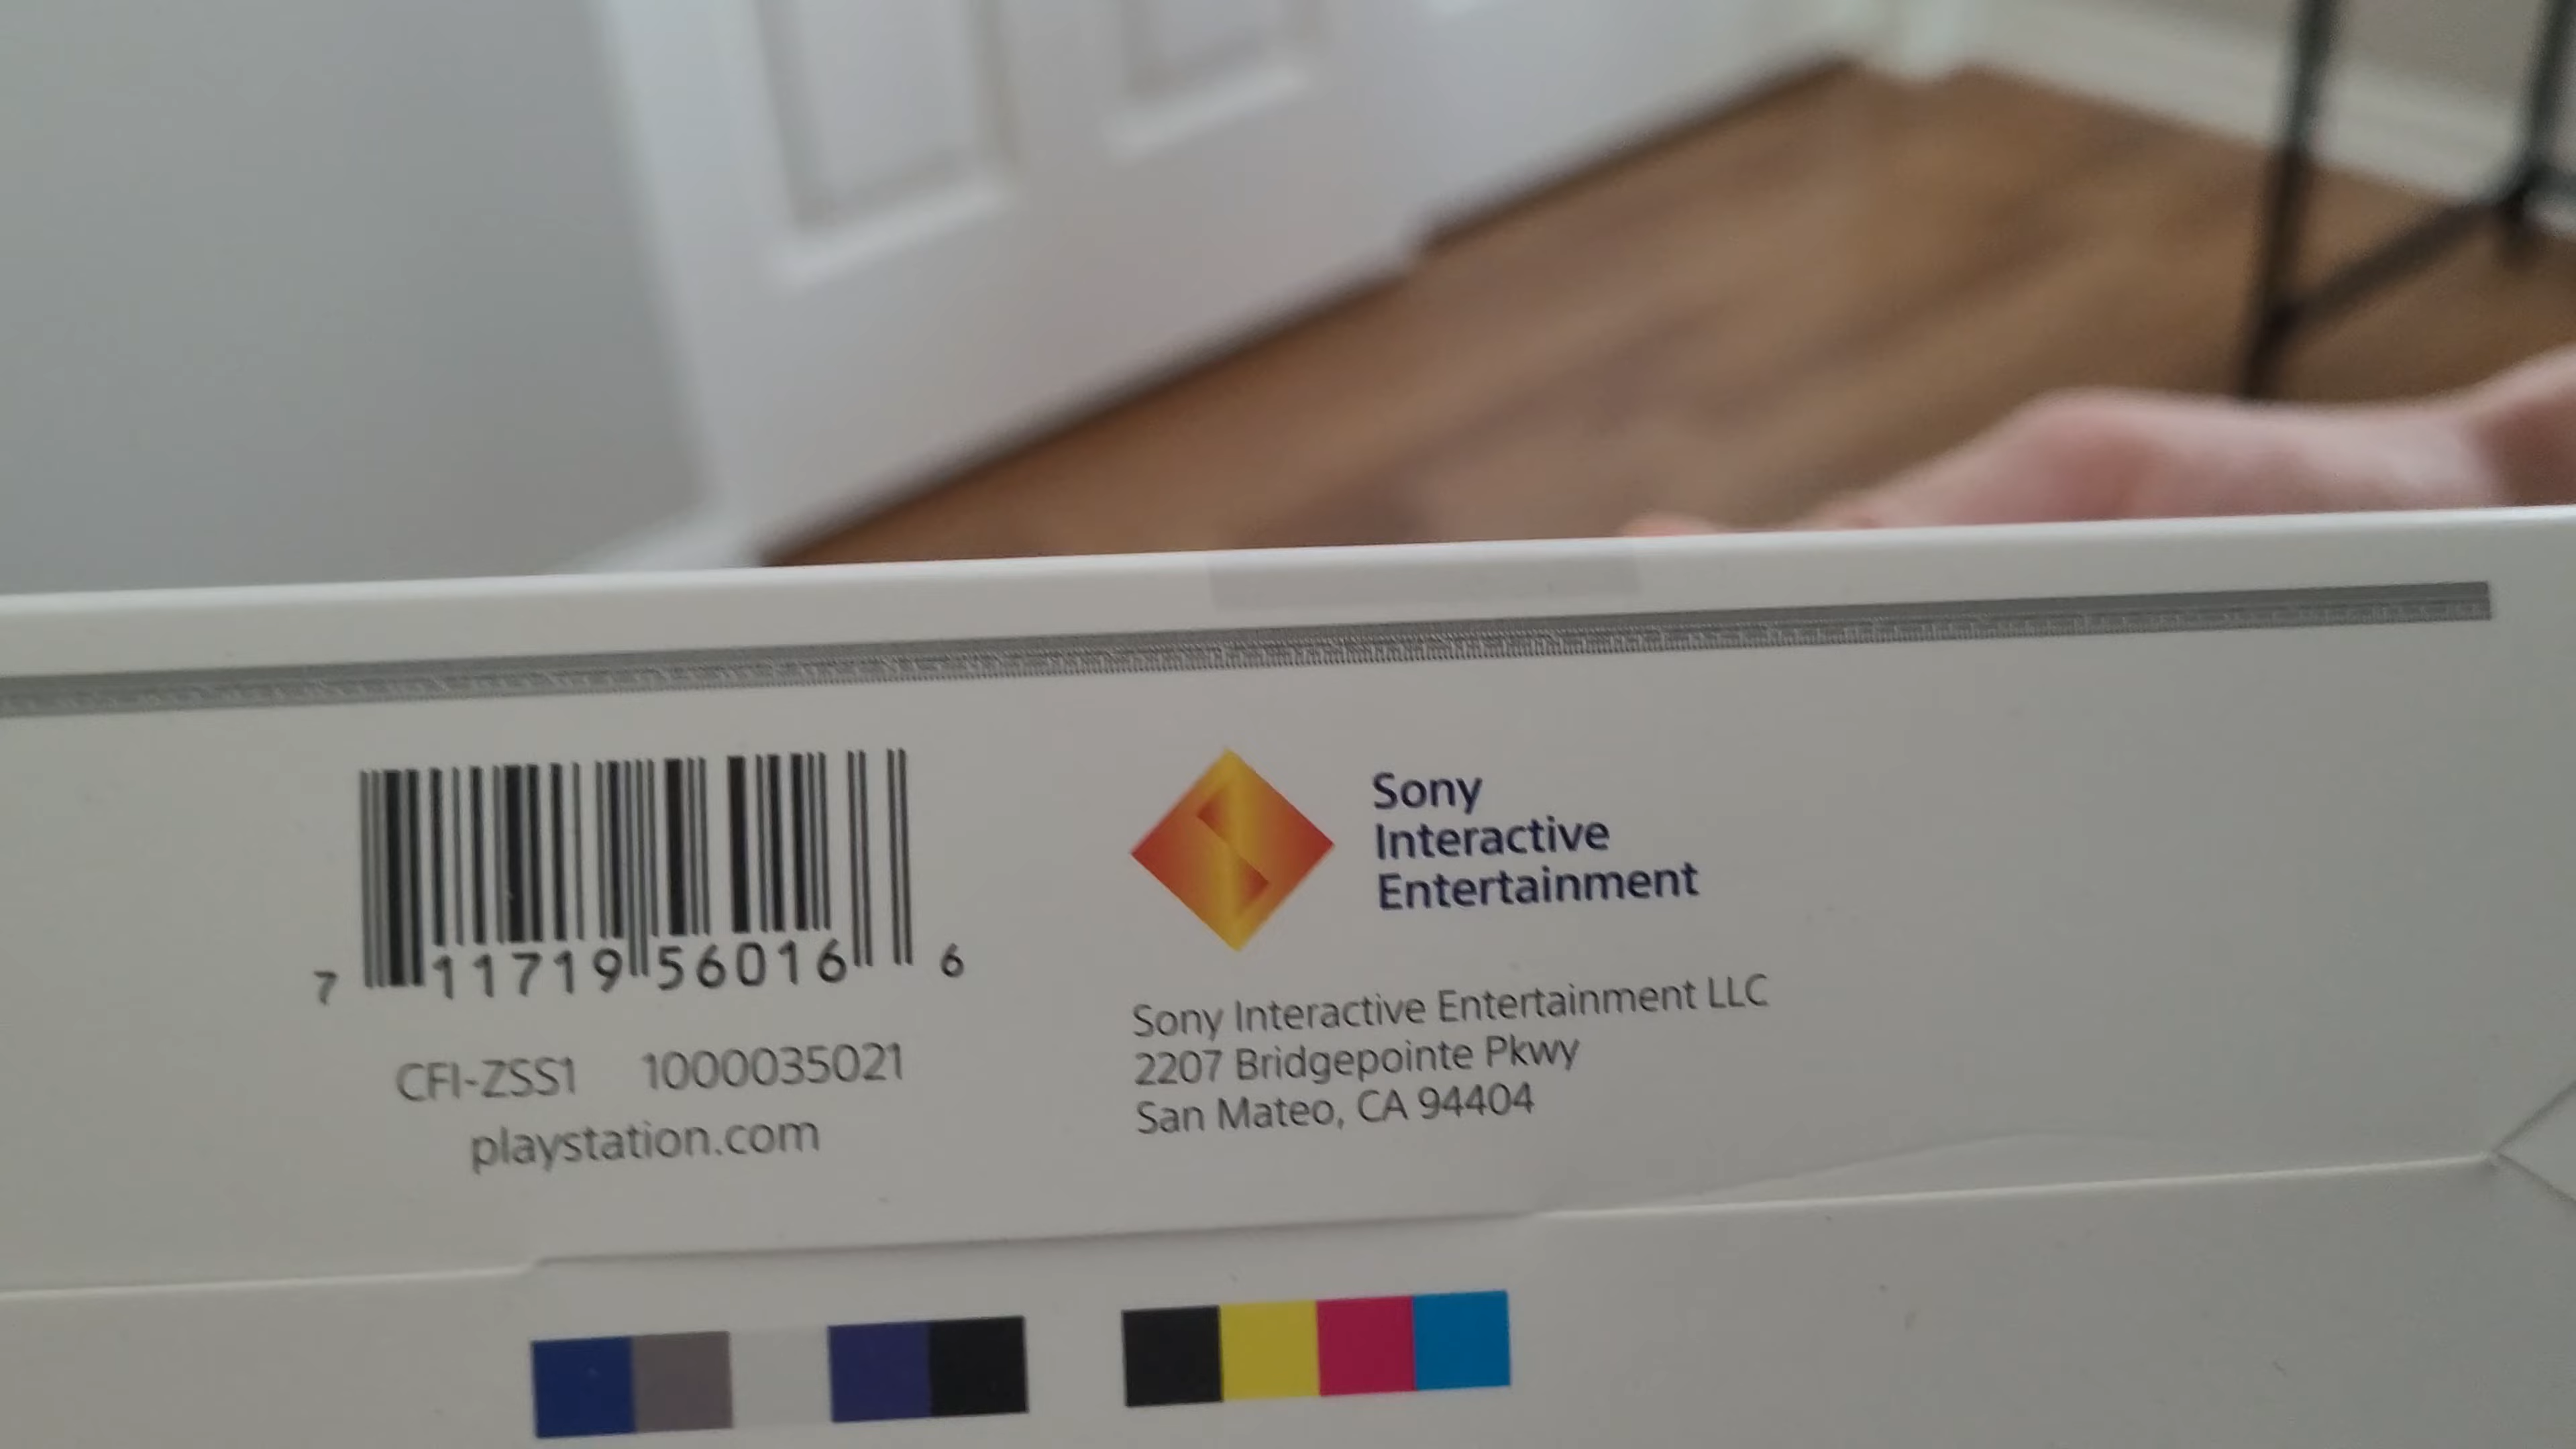 7 11719 56016 6
CFI-ZSS1 1000035021
playstation.com
Sony
Interactive
Entertainment
Sony Interactive Entertainment LLC
2207 Bridgepointe Pkwy
San Mateo, CA 94404